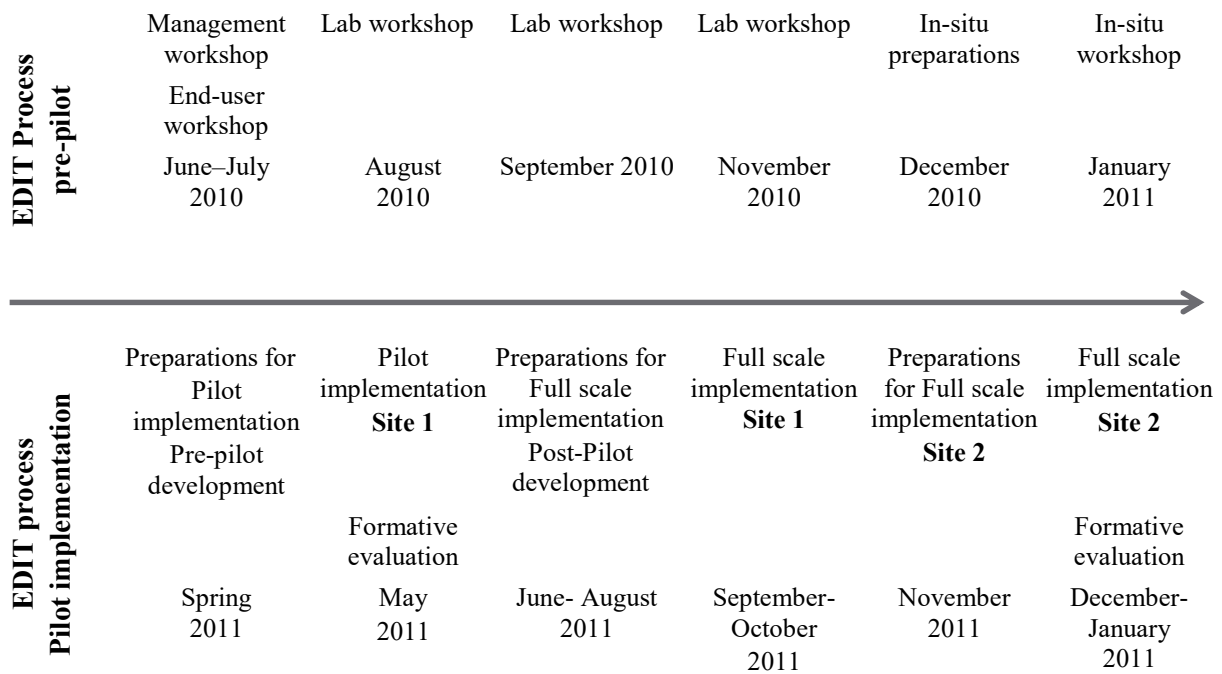 EDIT Process
pre-pilot
Management
workshop
End-user
workshop
June–July
2010
Lab workshop
August
2010
Lab workshop
September 2010
Lab workshop
November
2010
In-situ
preparations
December
2010
In-situ
workshop
January
2011
EDIT process
Pilot implementation
Preparations for
Pilot
implementation
Pre-pilot
development
Spring
2011
Pilot
implementation
Site 1
Formative
evaluation
May
2011
Preparations for
Full scale
implementation
Post-Pilot
development
June- August
2011
Full scale
implementation
Site 1
September-
October
2011
Preparations
for Full scale
implementation
Site 2
November
2011
Full scale
implementation
Site 2
Formative
evaluation
December-
January
2011